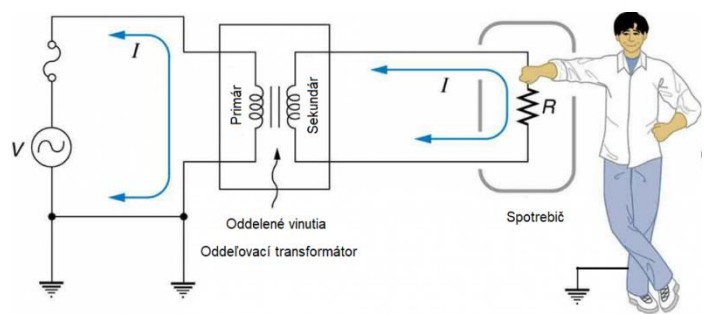 I
V
Primár
Sekundár
I
R
Oddelené vinutia
Oddeľovací transformátor
Spotrebič